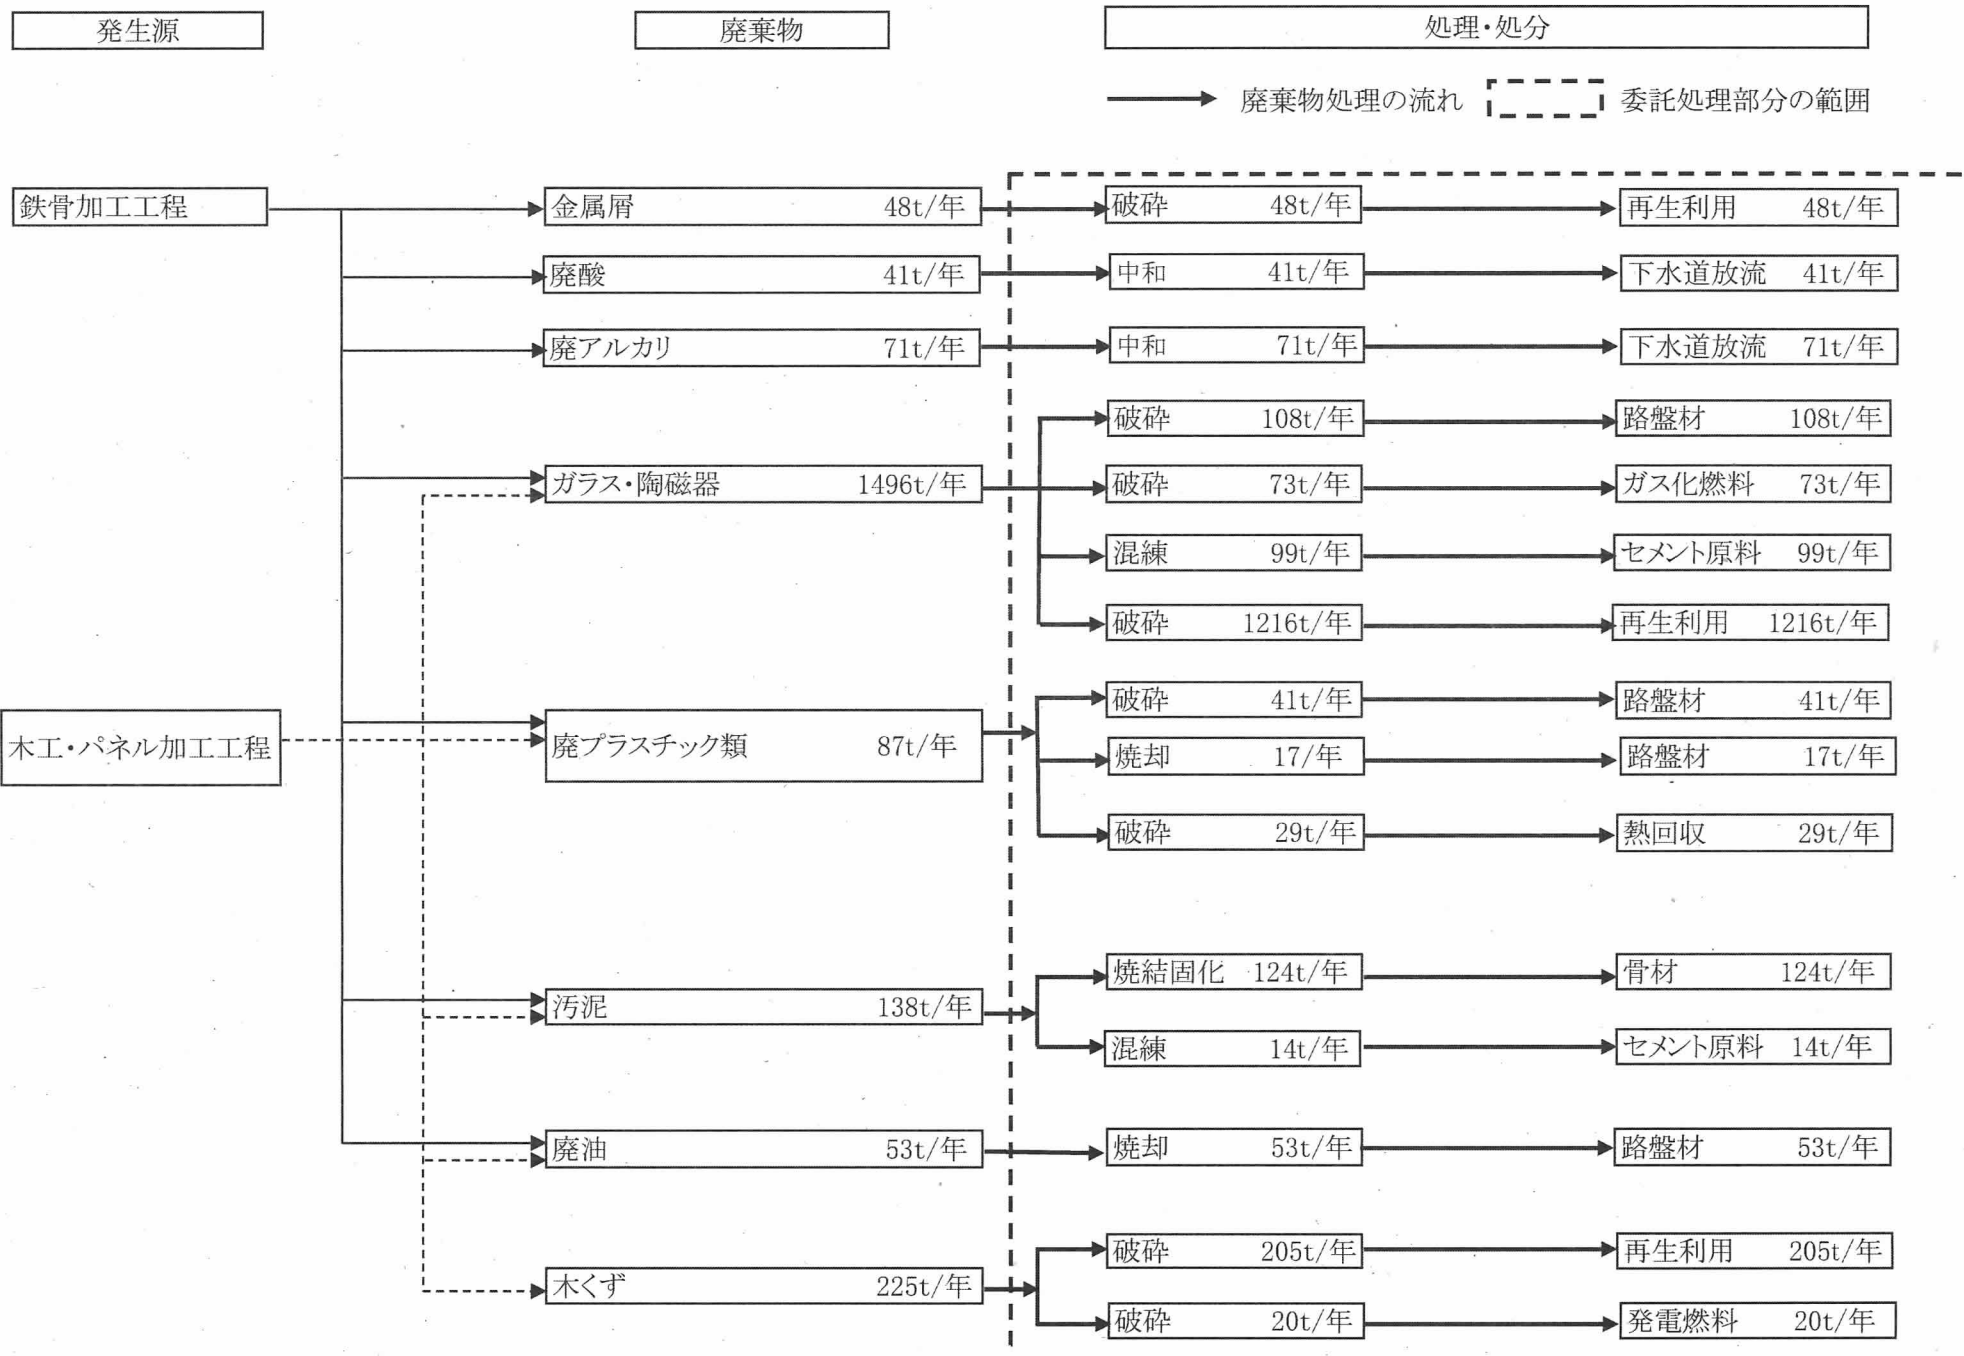 発生源 廃棄物 処理・処分
廃棄物処理の流れ 委託処理部分の範囲
鉄骨加工工程 金属屑 48t/年 破砕 48t/年 再生利用 48t/年
廃酸 41t/年 中和 41t/年 下水道放流 41t/年
廃アルカリ 71t/年 中和 71t/年 下水道放流 71t/年
破砕 108t/年 路盤材 108t/年
ガラス・陶磁器 1496t/年 破砕 73t/年 ガス化燃料 73t/年
混練 99t/年 セメント原料 99t/年
破砕 1216t/年 再生利用 1216t/年
破砕 41t/年 路盤材 41t/年
木工・パネル加工工程 廃プラスチック類 87t/年 焼却 17/年 路盤材 17t/年
破砕 29t/年 熱回収 29t/年
焼結固化 124t/年 骨材 124t/年
汚泥 138t/年
混練 14t/年 セメント原料 14t/年
廃油 53t/年 焼却 53t/年 路盤材 53t/年
破砕 205t/年 再生利用 205t/年
木くず 225t/年
破砕 20t/年 発電燃料 20t/年